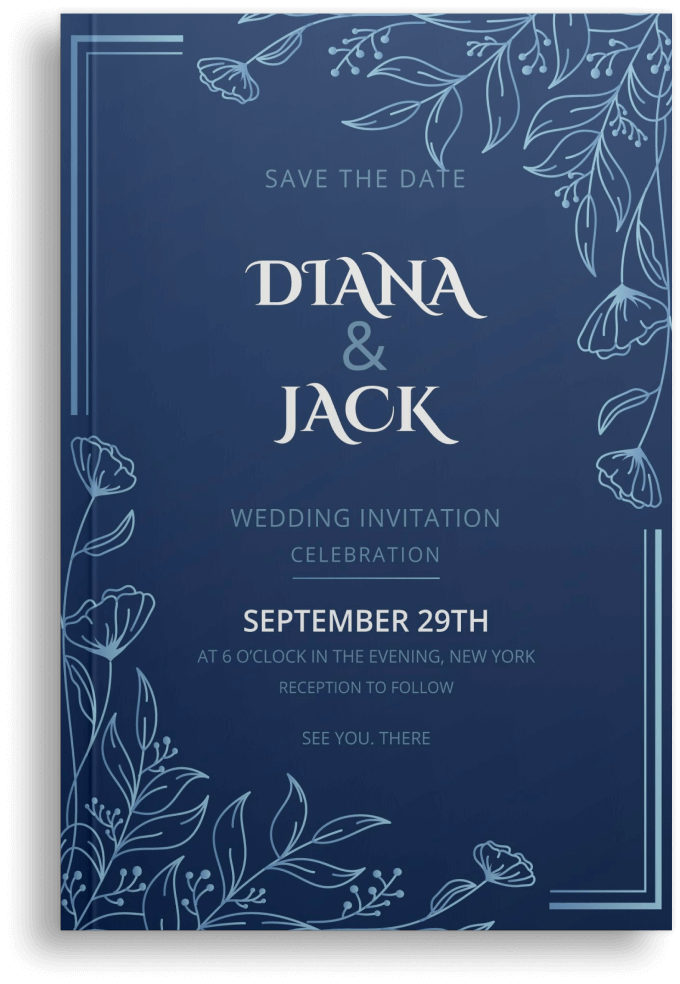 SAVE THE DATE
DIANA
&
JACK
WEDDING INVITATION
CELEBRATION
SEPTEMBER 29TH
AT 6 O'CLOCK IN THE EVENING, NEW YORK
RECEPTION TO FOLLOW
SEE YOU. THERE